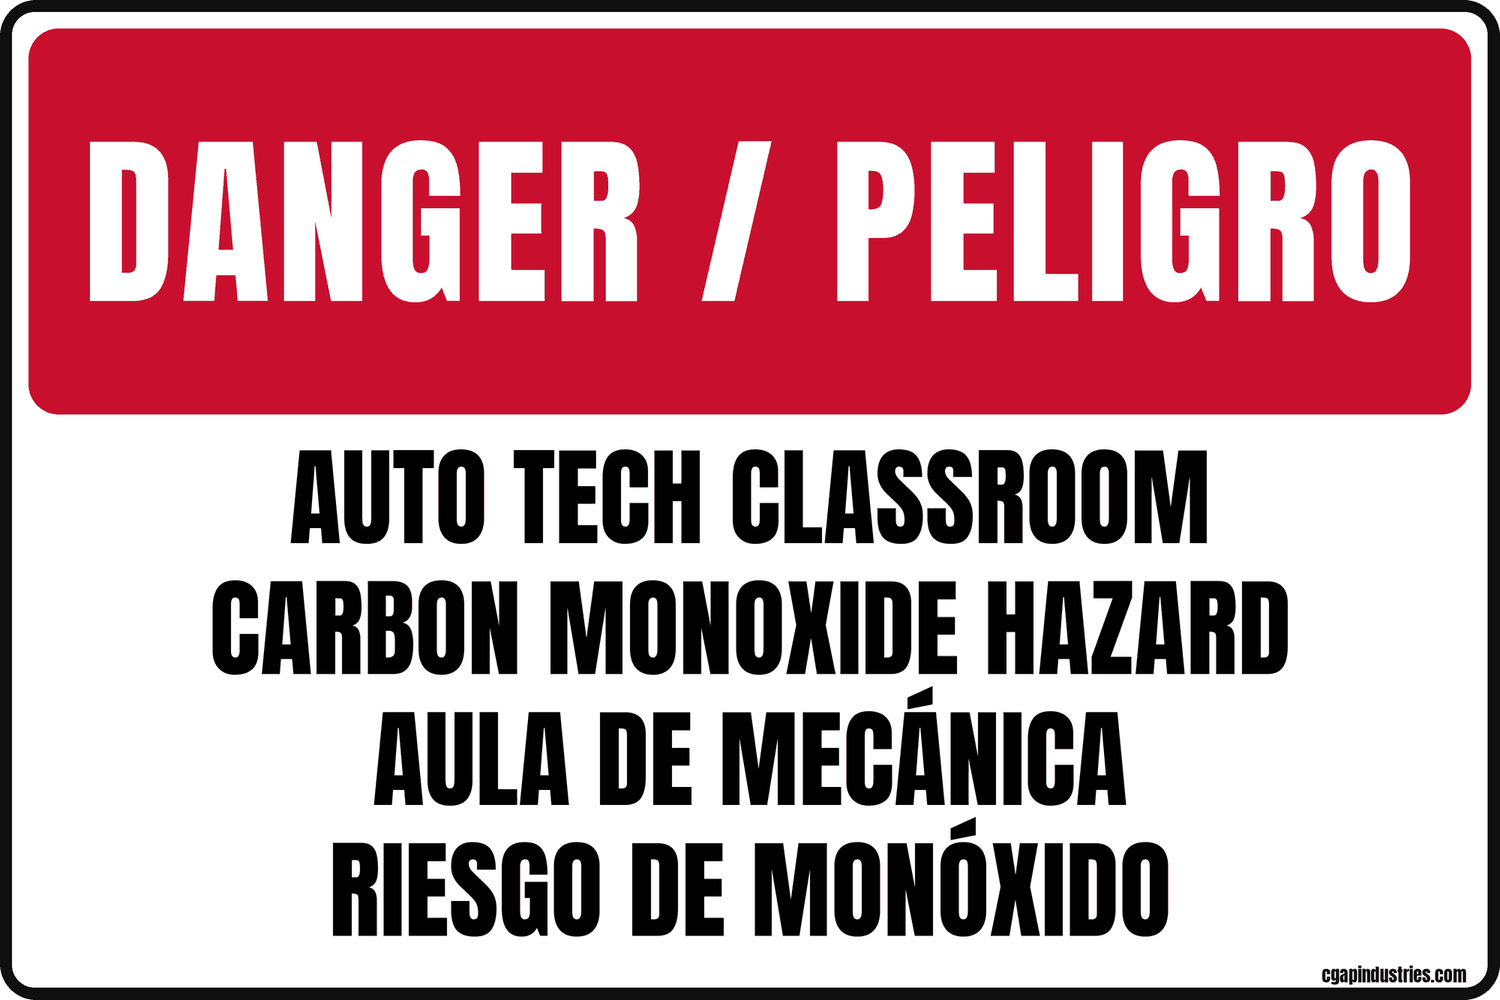 DANGER / PELIGRO
AUTO TECH CLASSROOM
CARBON MONOXIDE HAZARD
AULA DE MECÁNICA
RIESGO DE MONÓXIDO
cgapindustries.com